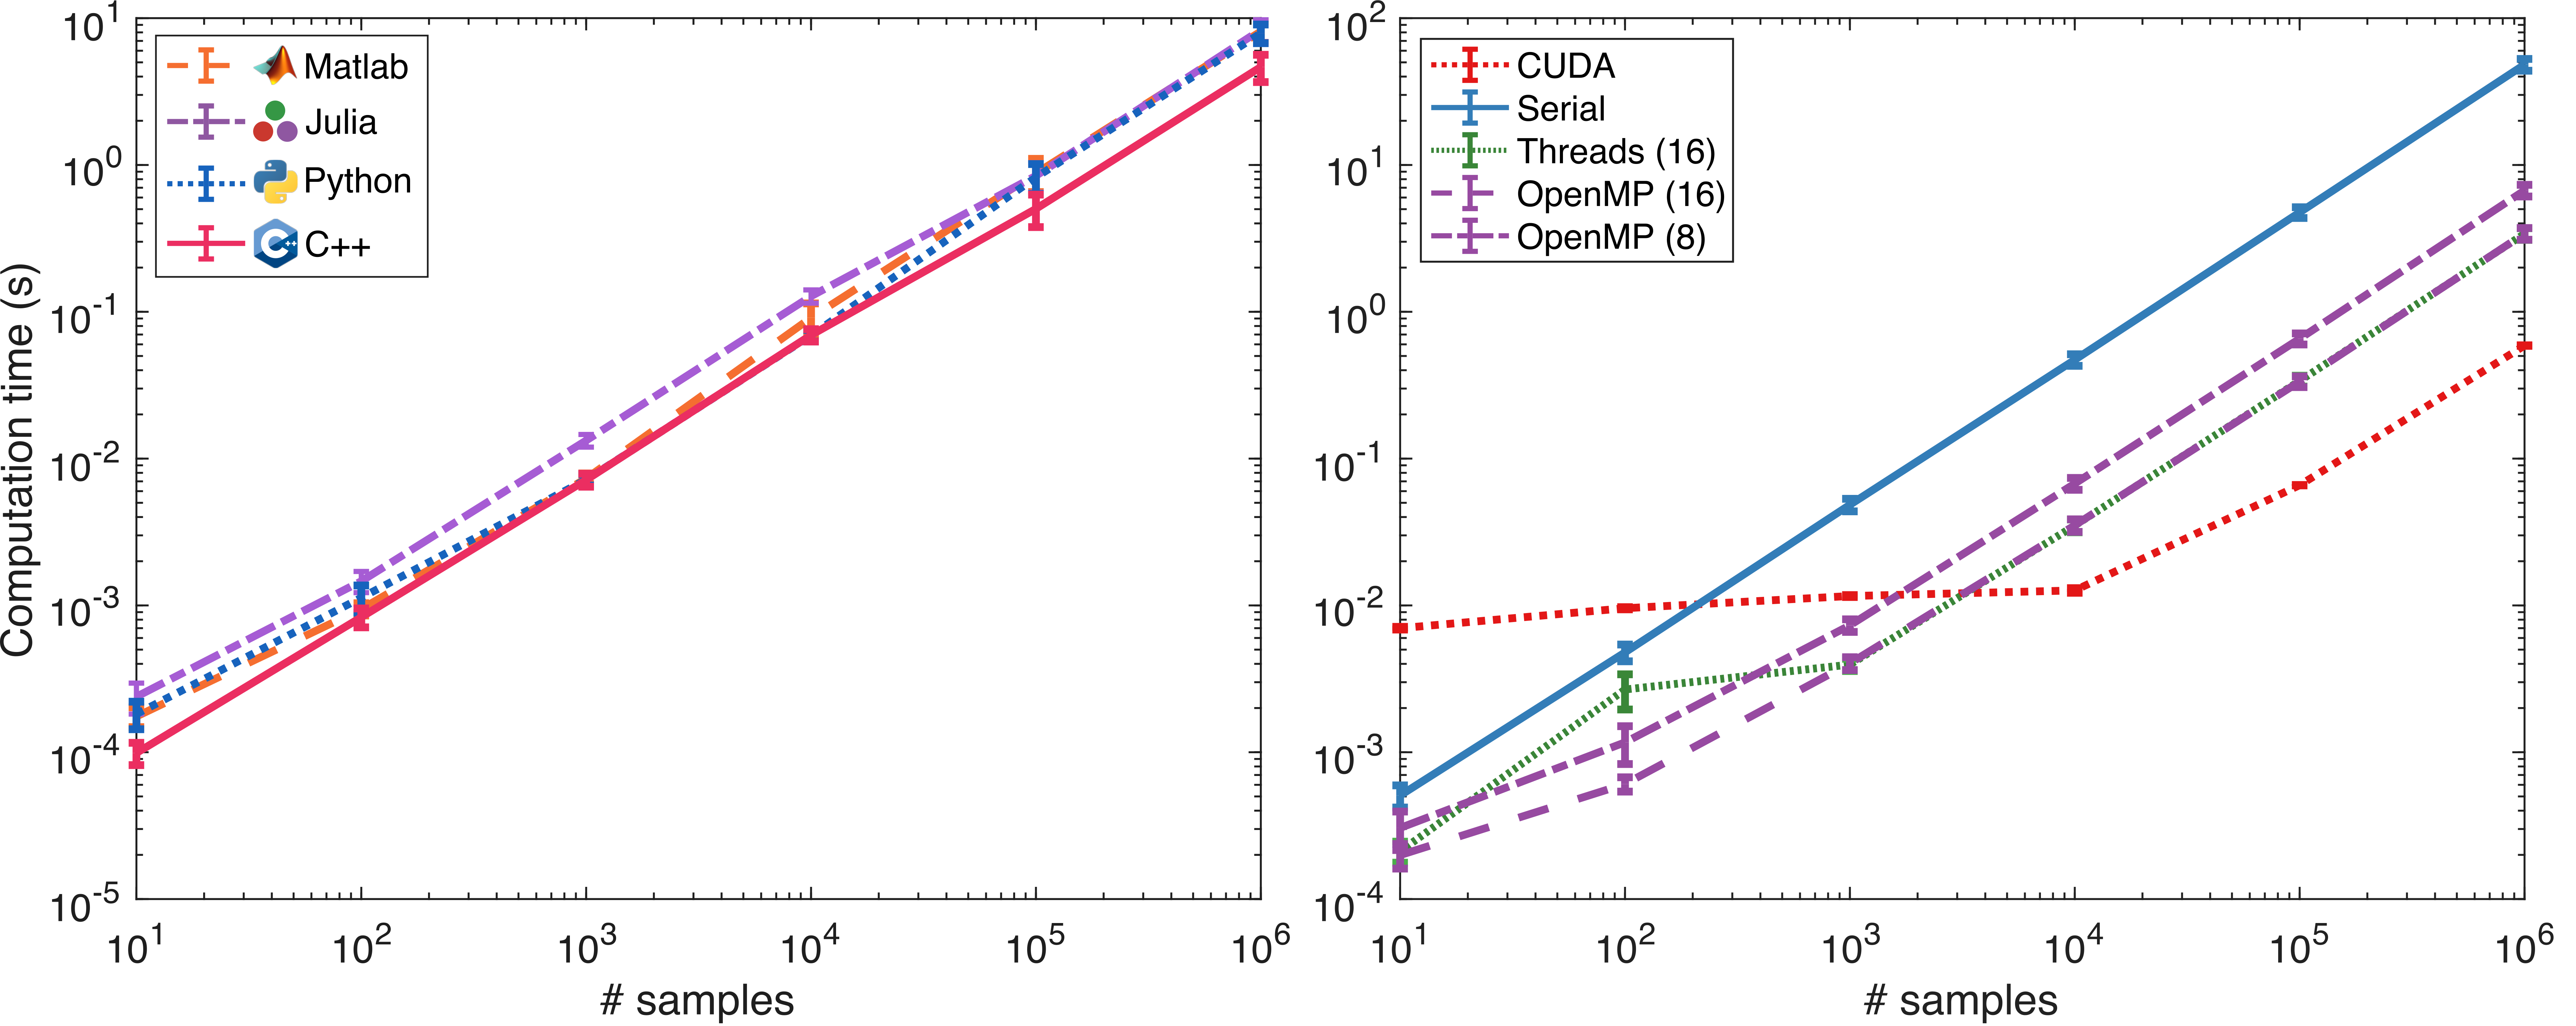 Computation time (s)
10^1
10^0
10^-1
10^-2
10^-3
10^-4
10^-5
Matlab
Julia
Python
C++
10^1 10^2 10^3 10^4 10^5 10^6
# samples
10^2
10^1
10^0
10^-1
10^-2
10^-3
10^-4
CUDA
Serial
Threads (16)
OpenMP (16)
OpenMP (8)
10^1 10^2 10^3 10^4 10^5 10^6
# samples